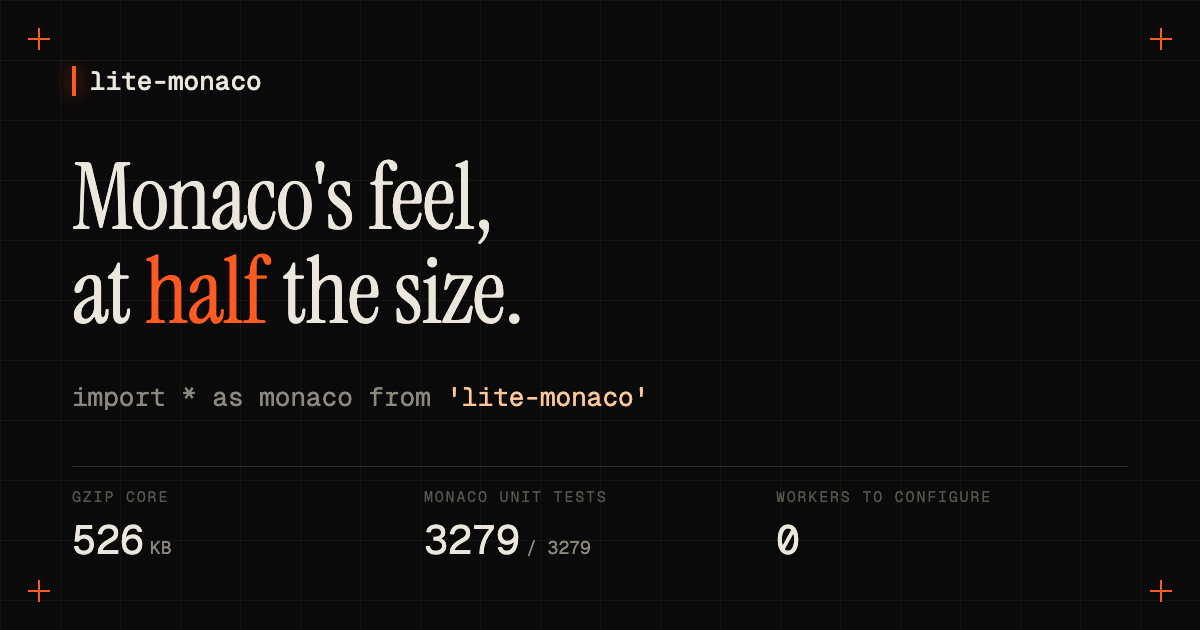 lite-monaco
Monaco's feel,
at half the size.
import * as monaco from 'lite-monaco'
GZIP CORE
526 KB
MONACO UNIT TESTS
3279 / 3279
WORKERS TO CONFIGURE
0